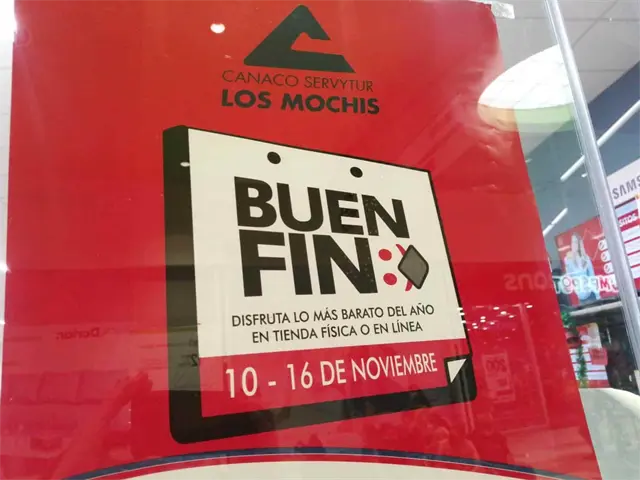 CANACO SERVYTUR
LOS MOCHIS
BUEN
FIN:)
DISFRUTA LO MÁS BARATO DEL AÑO
EN TIENDA FÍSICA O EN LÍNEA
10 - 16 DE NOVIEMBRE
SAMS